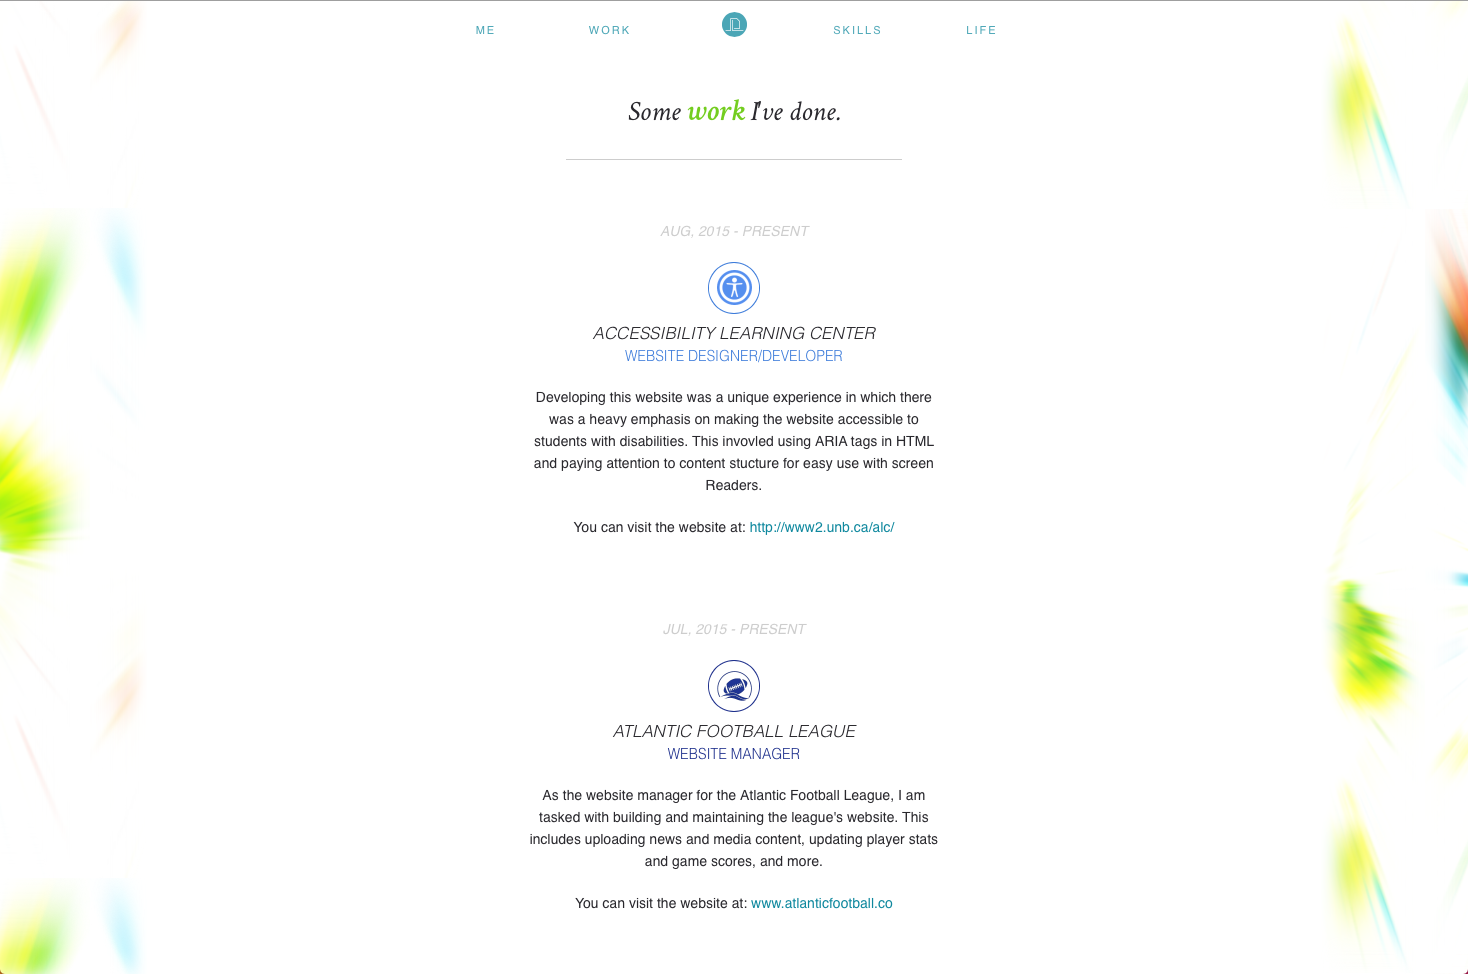 ME WORK SKILLS LIFE
Some work I've done.
AUG, 2015 - PRESENT
ACCESSIBILITY LEARNING CENTER
WEBSITE DESIGNER/DEVELOPER
Developing this website was a unique experience in which there
was a heavy emphasis on making the website accessible to
students with disabilities. This invovled using ARIA tags in HTML
and paying attention to content stucture for easy use with screen
Readers.
You can visit the website at: http://www2.unb.ca/alc/
JUL, 2015 - PRESENT
ATLANTIC FOOTBALL LEAGUE
WEBSITE MANAGER
As the website manager for the Atlantic Football League, I am
tasked with building and maintaining the league's website. This
includes uploading news and media content, updating player stats
and game scores, and more.
You can visit the website at: www.atlanticfootball.co